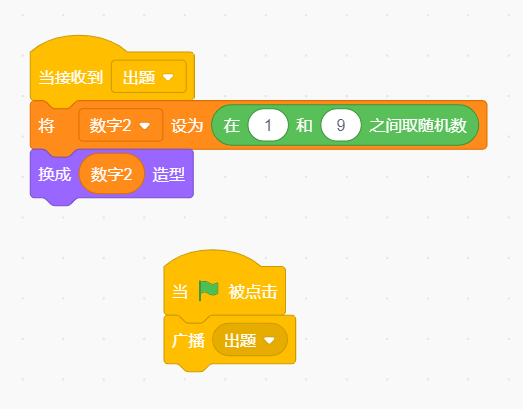 当接收到 出题
将 数字2 设为 在 1 和 9 之间取随机数
换成 数字2 造型
当 被点击
广播 出题